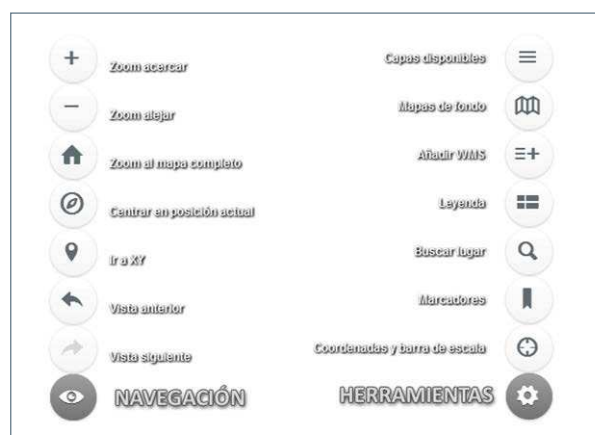 Zoom acercar
Zoom alejar
Zoom al mapa completo
Centrar en posición actual
Ir a XY
Vista anterior
Vista siguiente
NAVEGACIÓN
Capas disponibles
Mapas de fondo
Añadir WMS
Leyenda
Buscar lugar
Marcadores
Coordenadas y barra de escala
HERRAMIENTAS